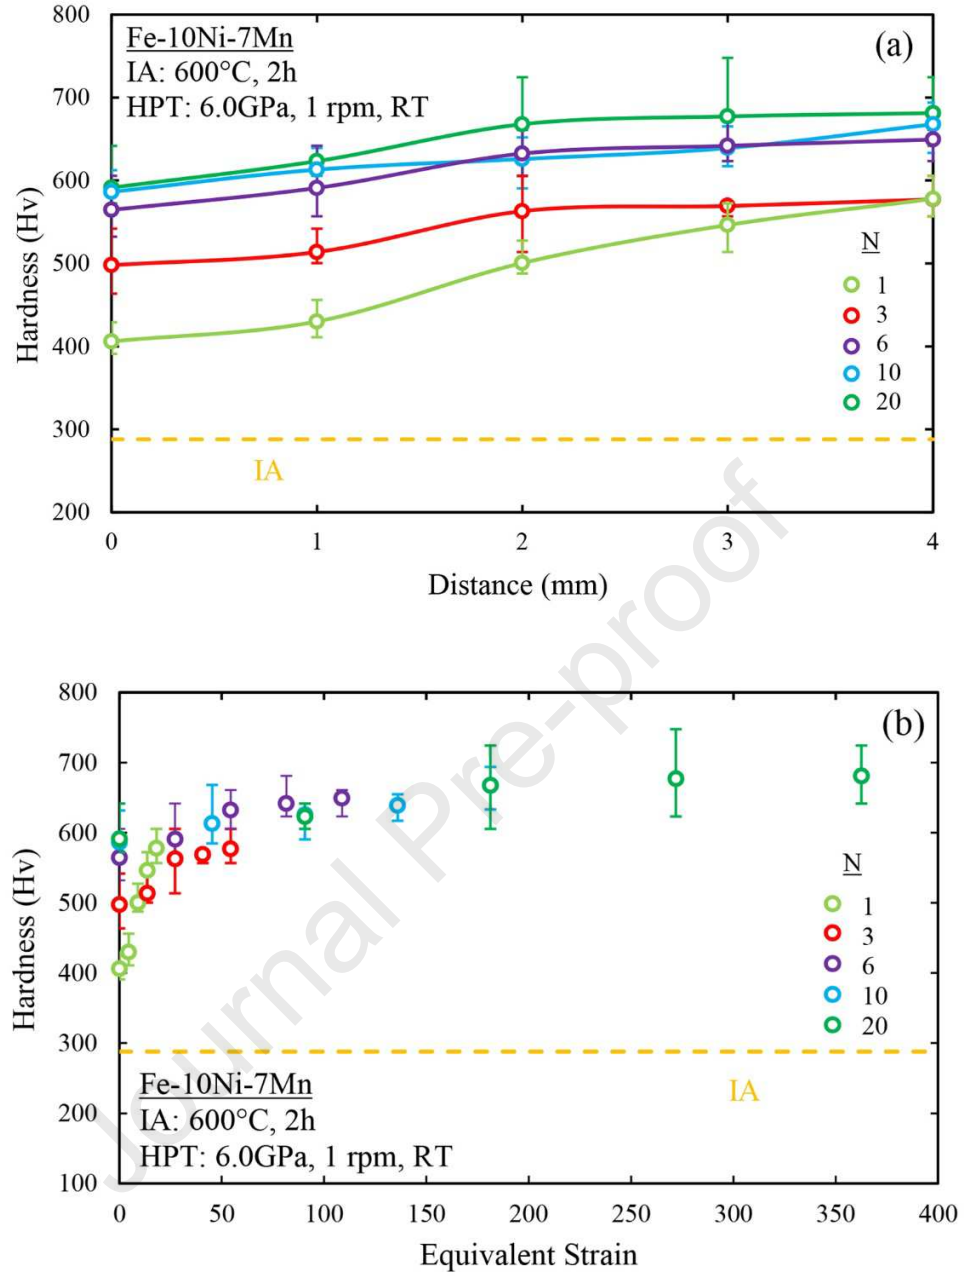 800
Fe-10Ni-7Mn
(a)
IA: 600°C, 2h
700
HPT: 6.0GPa, 1 rpm, RT
600
Hardness (Hv)
500
N
1
3
400
6
10
20
300
IA
200
0 1 2 3 4
Distance (mm)
Journal Pre-proof
800
(b)
700
600
Hardness (Hv)
500
N
1
3
400
6
10
20
300
IA
Fe-10Ni-7Mn
200
IA: 600°C, 2h
HPT: 6.0GPa, 1 rpm, RT
100
0 50 100 150 200 250 300 350 400
Equivalent Strain